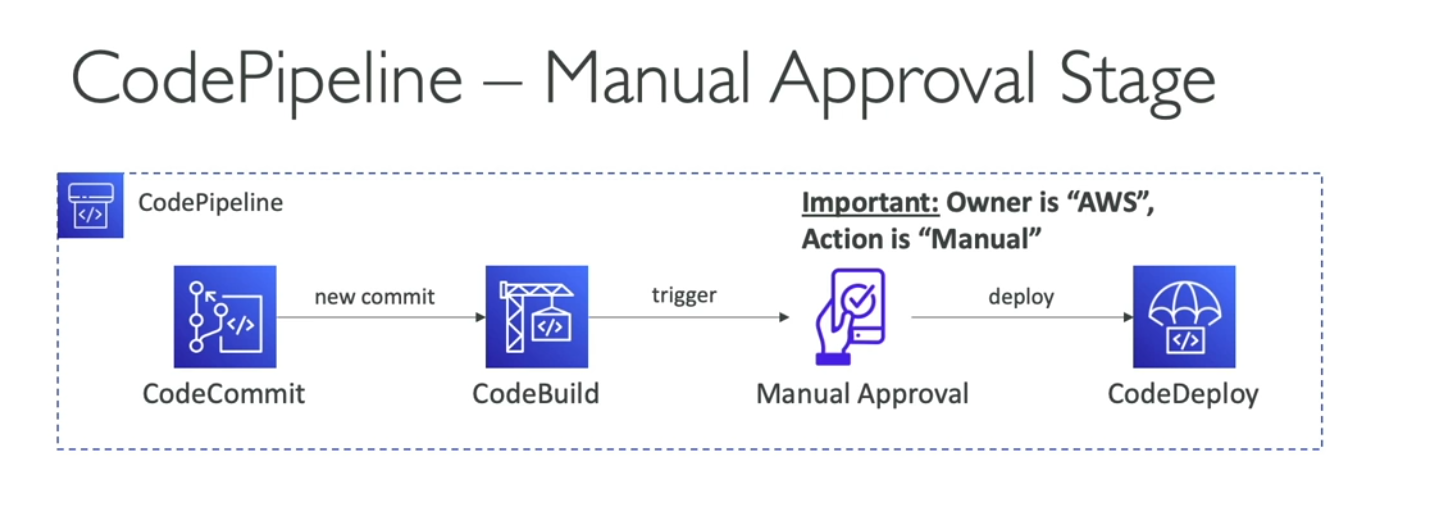 CodePipeline – Manual Approval Stage
CodePipeline
Important: Owner is “AWS”,
Action is “Manual”
new commit
trigger
deploy
CodeCommit
CodeBuild
Manual Approval
CodeDeploy